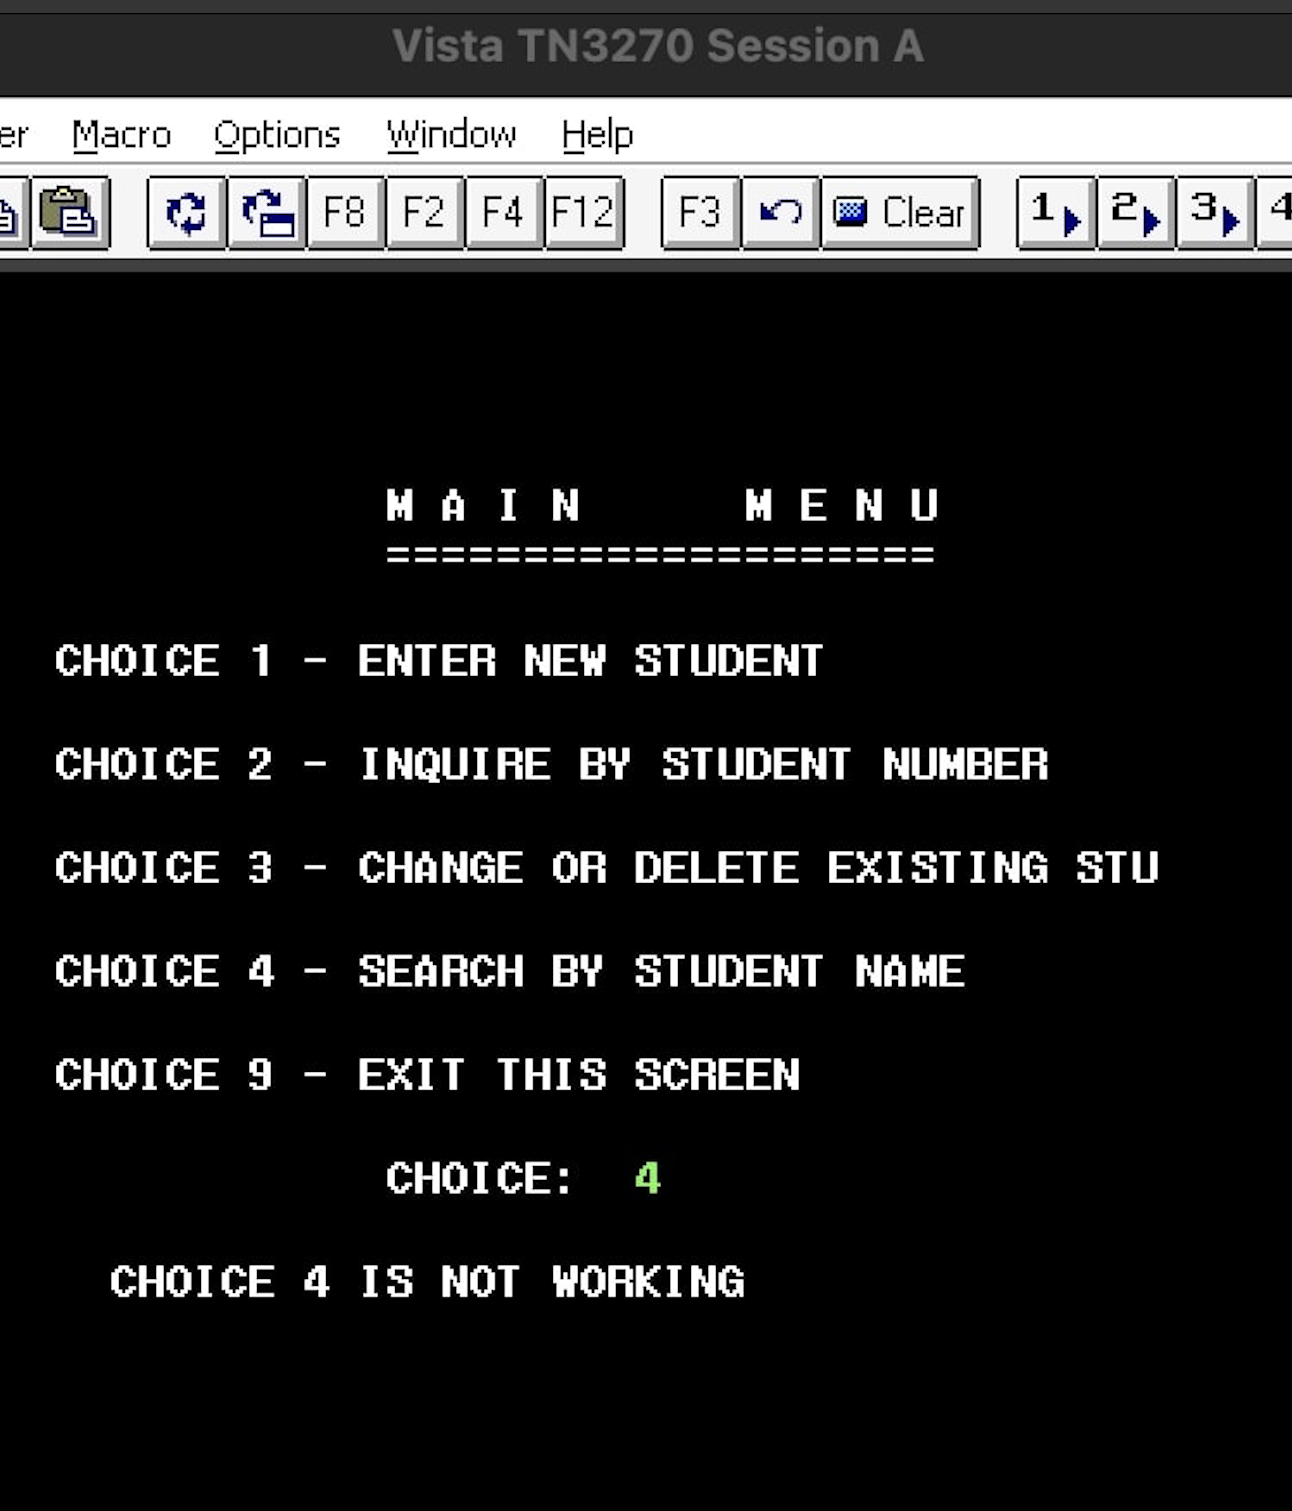 Vista TN3270 Session A
er Macro Options Window Help
F8 F2 F4 F12 F3 Clear 1 2 3 4
M A I N M E N U
====================
CHOICE 1 - ENTER NEW STUDENT
CHOICE 2 - INQUIRE BY STUDENT NUMBER
CHOICE 3 - CHANGE OR DELETE EXISTING STU
CHOICE 4 - SEARCH BY STUDENT NAME
CHOICE 9 - EXIT THIS SCREEN
CHOICE: 4
CHOICE 4 IS NOT WORKING